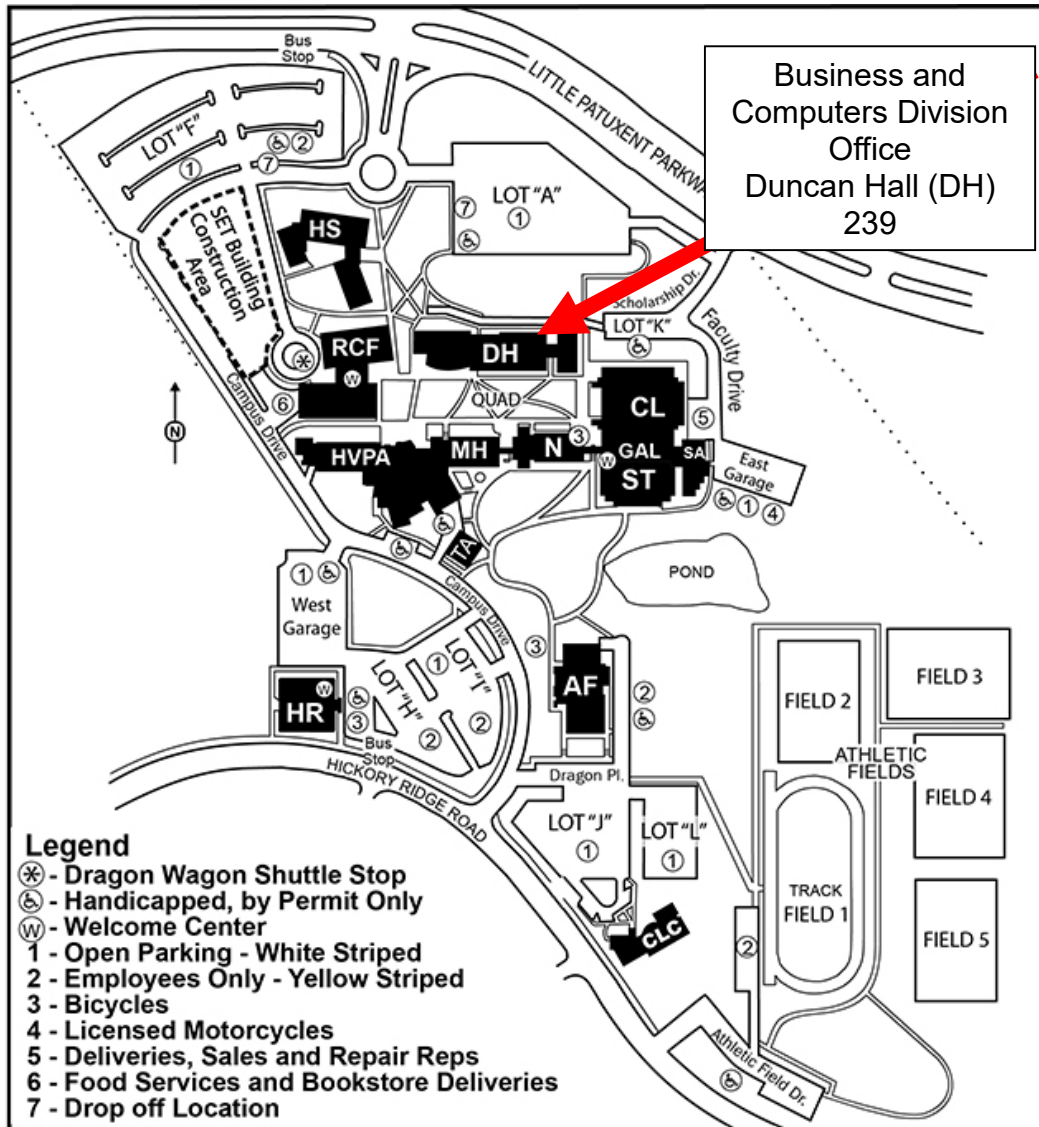 Bus
Stop
LITTLE PATUXENT PARKWA
Business and
Computers Division
Office
Duncan Hall (DH)
239
LOT "F"
1
2
7
LOT "A"
1
7
SET Building
Construction
Area
HS
Scholarship Dr.
LOT "K"
Faculty Drive
RCF
W
DH
6
QUAD
CL
5
Campus Drive
N
HVPA
MH
N
3
GAL
W
ST
SA
East
Garage
1
4
TA
POND
1
West
Garage
Campus Drive
3
1
LOT "I"
LOT "H"
2
2
HR
W
3
Bus
Stop
AF
2
FIELD 2
FIELD 3
ATHLETIC
FIELDS
HICKORY RIDGE ROAD
Dragon Pl.
LOT "J"
1
LOT "L"
1
FIELD 4
TRACK
FIELD 1
FIELD 5
CLC
2
Athletic Field Dr.
Legend
- Dragon Wagon Shuttle Stop
- Handicapped, by Permit Only
W - Welcome Center
1 - Open Parking - White Striped
2 - Employees Only - Yellow Striped
3 - Bicycles
4 - Licensed Motorcycles
5 - Deliveries, Sales and Repair Reps
6 - Food Services and Bookstore Deliveries
7 - Drop off Location